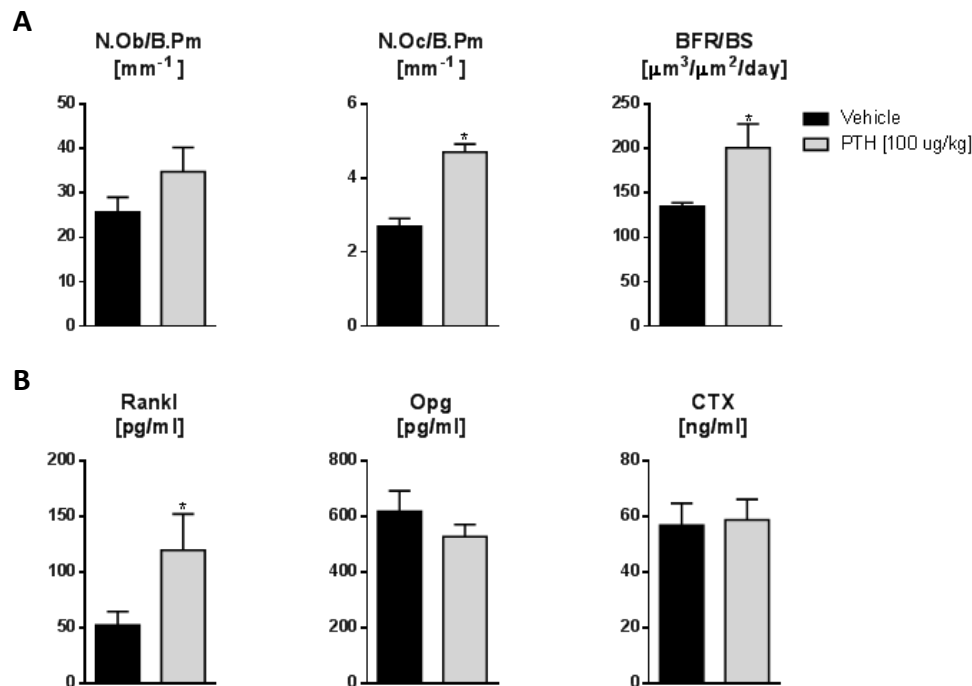 A
N.Ob/B.Pm
[mm⁻¹]
50
40
30
20
10
0
N.Oc/B.Pm
[mm⁻¹]
6
*
4
2
0
BFR/BS
[µm³/µm²/day]
250
*
200
150
100
50
0
Vehicle
PTH [100 ug/kg]
B
Rankl
[pg/ml]
200
150
*
100
50
0
Opg
[pg/ml]
800
600
400
200
0
CTX
[ng/ml]
80
60
40
20
0